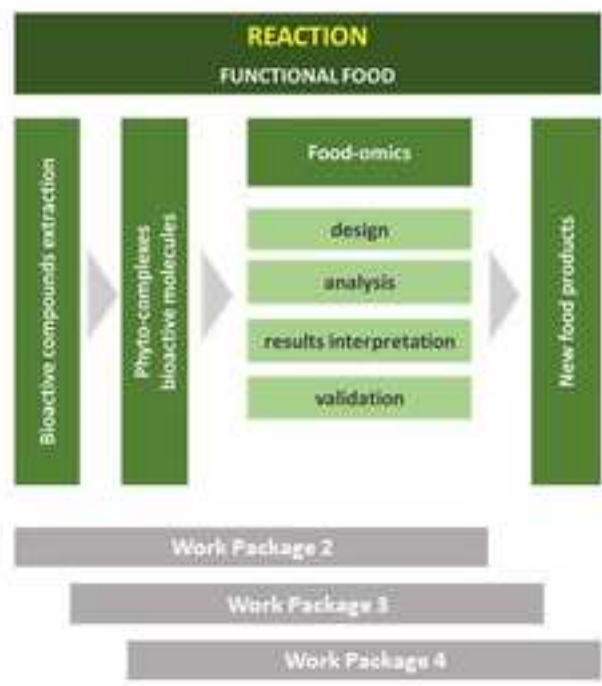 REACTION
FUNCTIONAL FOOD
Bioactive compounds extraction
Phyto-complexes
bioactive molecules
Food-omics
design
analysis
results interpretation
validation
New food products
Work Package 2
Work Package 3
Work Package 4